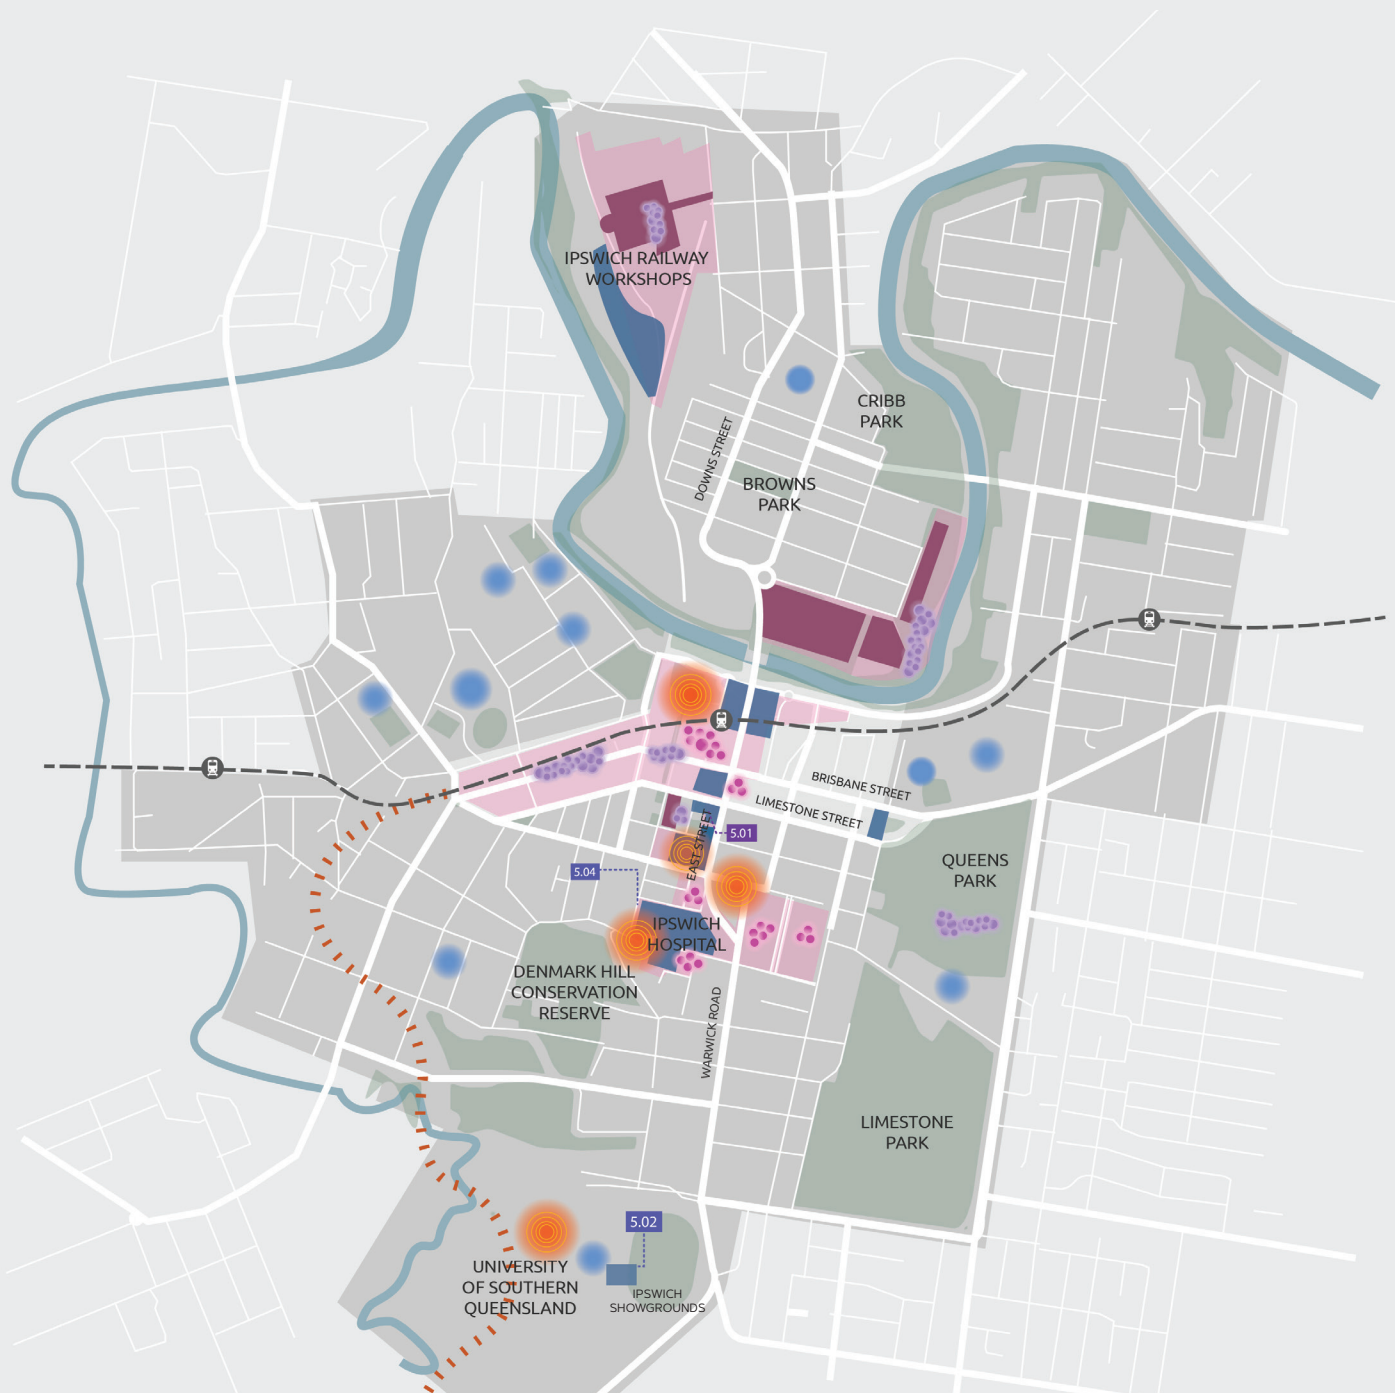 IPSWICH RAILWAY
WORKSHOPS
CRIBB
PARK
DOWNS STREET
BROWNS
PARK
BRISBANE STREET
LIMESTONE STREET
5.01
EAST STREET
5.04
QUEENS
PARK
IPSWICH
HOSPITAL
DENMARK HILL
CONSERVATION
RESERVE
WARWICK ROAD
LIMESTONE
PARK
5.02
UNIVERSITY
OF SOUTHERN
QUEENSLAND
IPSWICH
SHOWGROUNDS